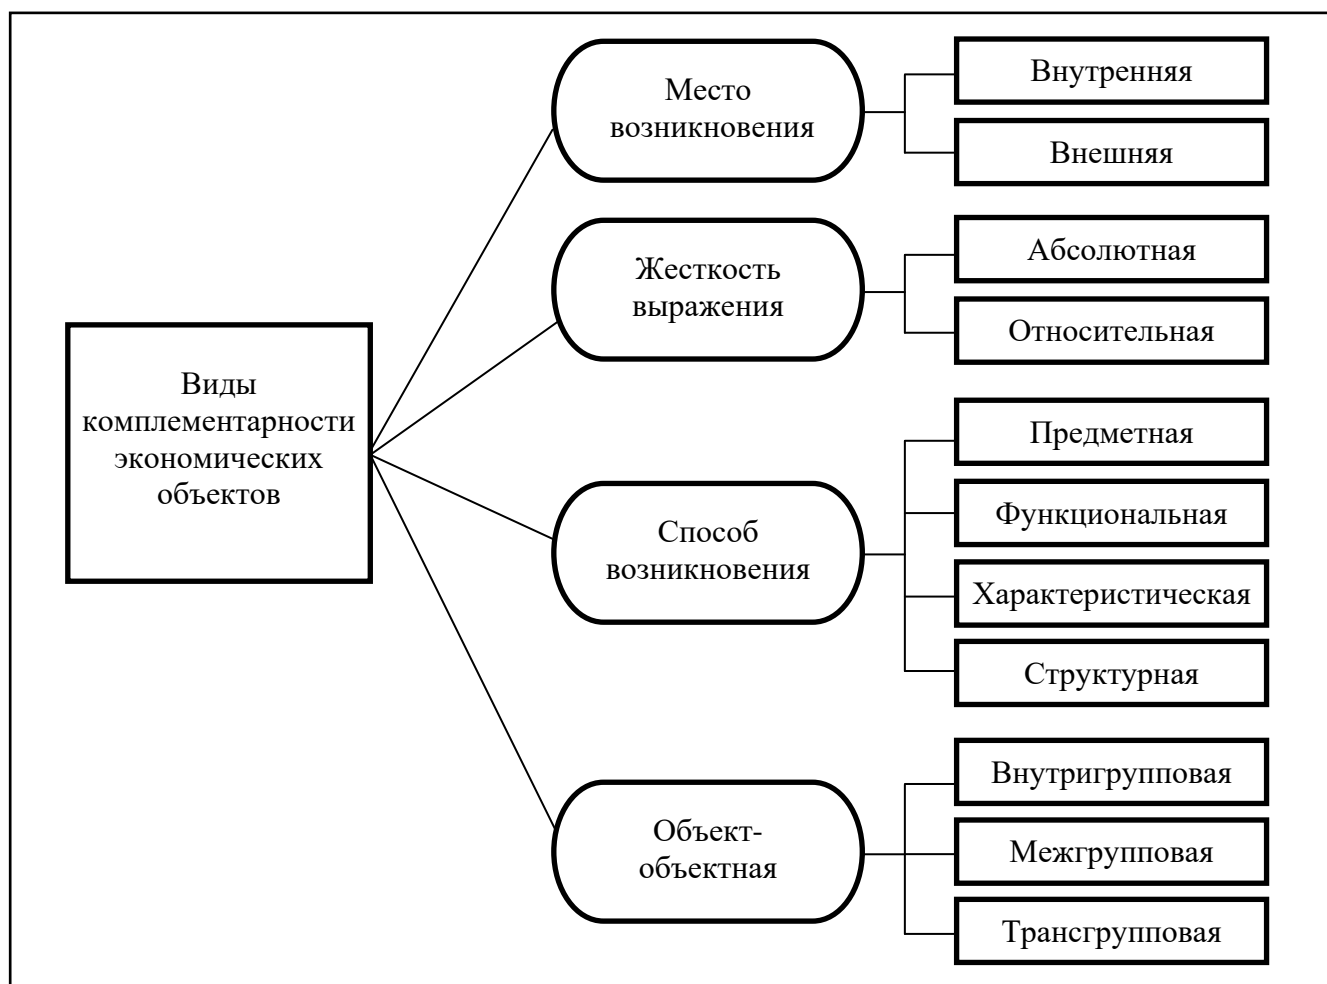 Виды
комплементарности
экономических
объектов
Место
возникновения
Внутренняя
Внешняя
Жесткость
выражения
Абсолютная
Относительная
Способ
возникновения
Предметная
Функциональная
Характеристическая
Структурная
Объект-
объектная
Внутригрупповая
Межгрупповая
Трансгрупповая